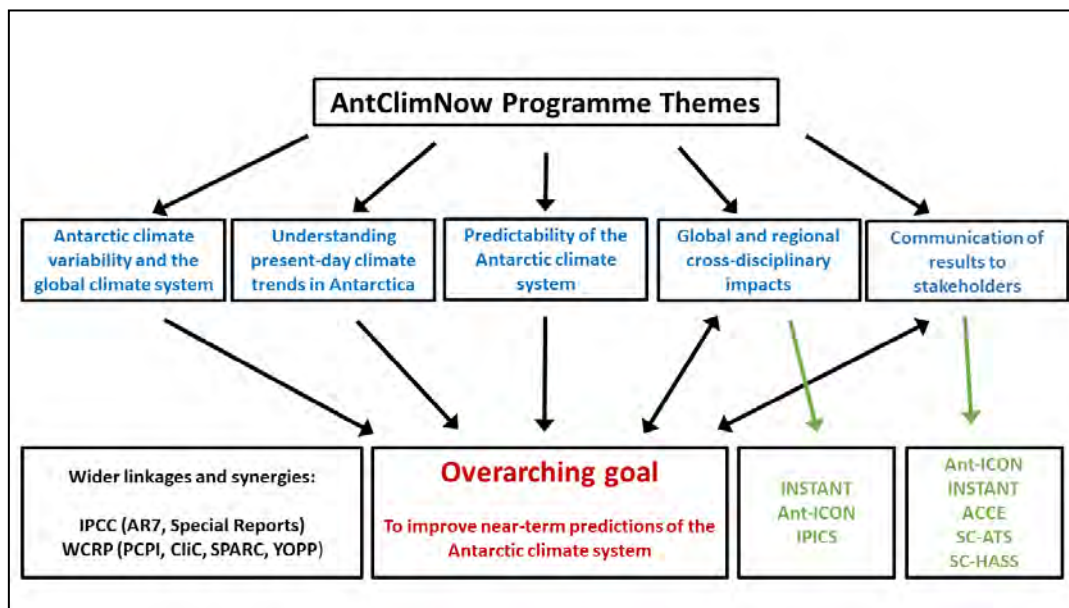 AntClimNow Programme Themes
Antarctic climate
variability and the
global climate system
Understanding
present-day climate
trends in Antarctica
Predictability of the
Antarctic climate
system
Global and regional
cross-disciplinary
impacts
Communication of
results to
stakeholders
Wider linkages and synergies:
IPCC (AR7, Special Reports)
WCRP (PCPI, CliC, SPARC, YOPP)
Overarching goal
To improve near-term predictions of the
Antarctic climate system
INSTANT
Ant-ICON
IPICS
Ant-ICON
INSTANT
ACCE
SC-ATS
SC-HASS